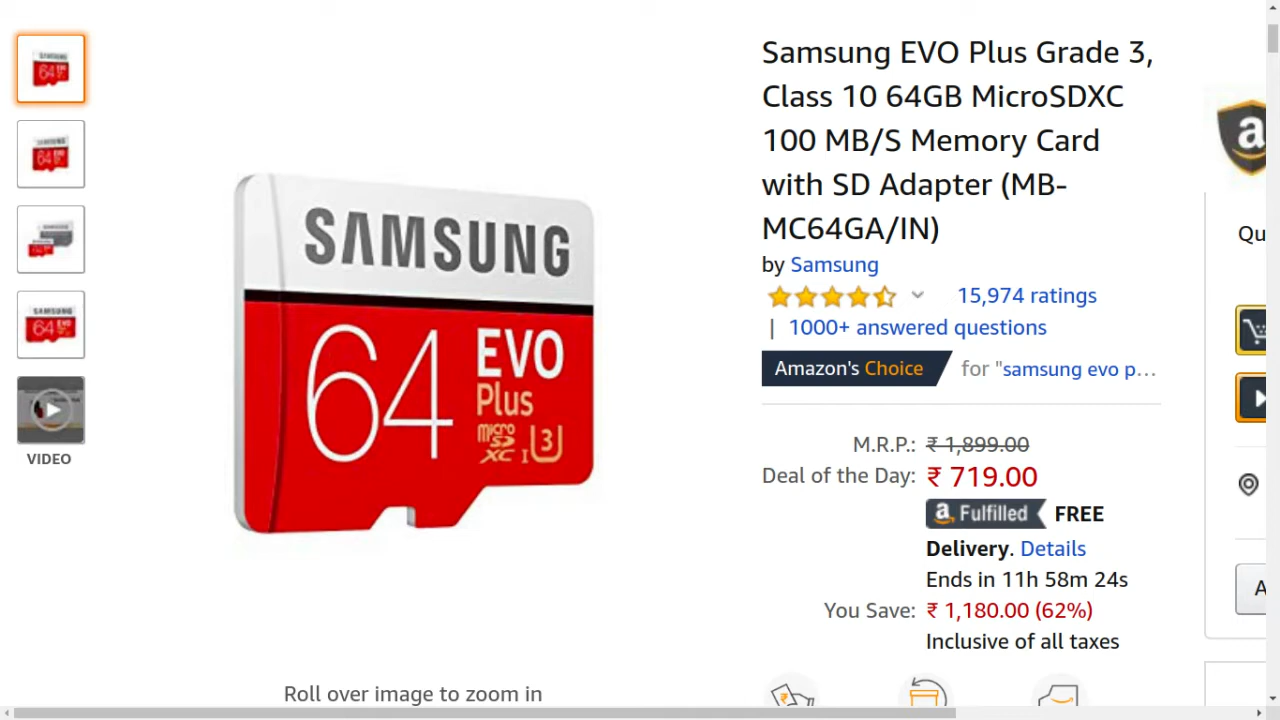 Samsung EVO Plus Grade 3,
Class 10 64GB MicroSDXC
100 MB/S Memory Card
with SD Adapter (MB-
MC64GA/IN)
by Samsung
15,974 ratings
| 1000+ answered questions
Amazon's Choice for "samsung evo p…
M.R.P.: ₹ 1,899.00
Deal of the Day: ₹ 719.00
a Fulfilled FREE
Delivery. Details
Ends in 11h 58m 24s
You Save: ₹ 1,180.00 (62%)
Inclusive of all taxes
SAMSUNG
64
EVO
Plus
micro
SD
XC I U3
VIDEO
Roll over image to zoom in
a
Qu
A